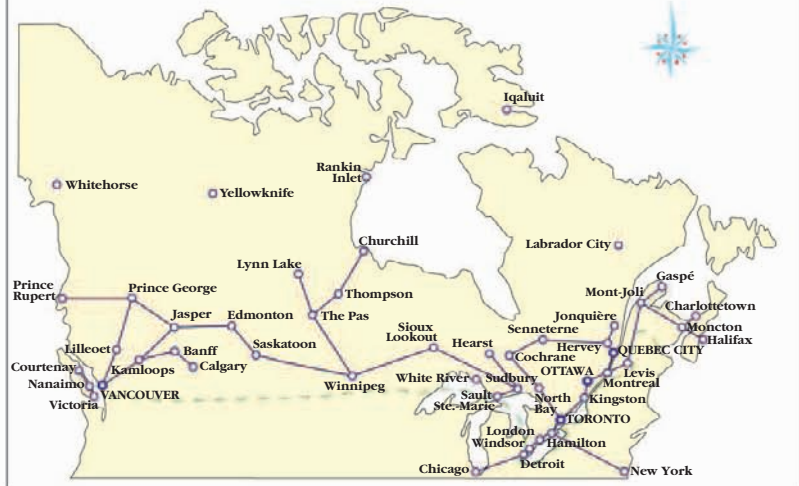 Iqaluit
Rankin
Inlet
Whitehorse
Yellowknife
Churchill
Labrador City
Lynn Lake
Gaspé
Prince
Rupert
Prince George
Thompson
Mont-Joli
Charlottetown
Jasper
Edmonton
The Pas
Sioux
Lookout
Jonquière
Senneterne
Moncton
Halifax
Lilleoet
Banff
Saskatoon
Hearst
Hervey
QUEBEC CITY
Cochrane
Courtenay
Kamloops
Calgary
Nanaimo
White River
Sudbury
OTTAWA
Levis
Montreal
Winnipeg
VANCOUVER
Victoria
Sault
Ste.-Marie
North
Bay
Kingston
TORONTO
London
Windsor
Hamilton
Detroit
Chicago
New York